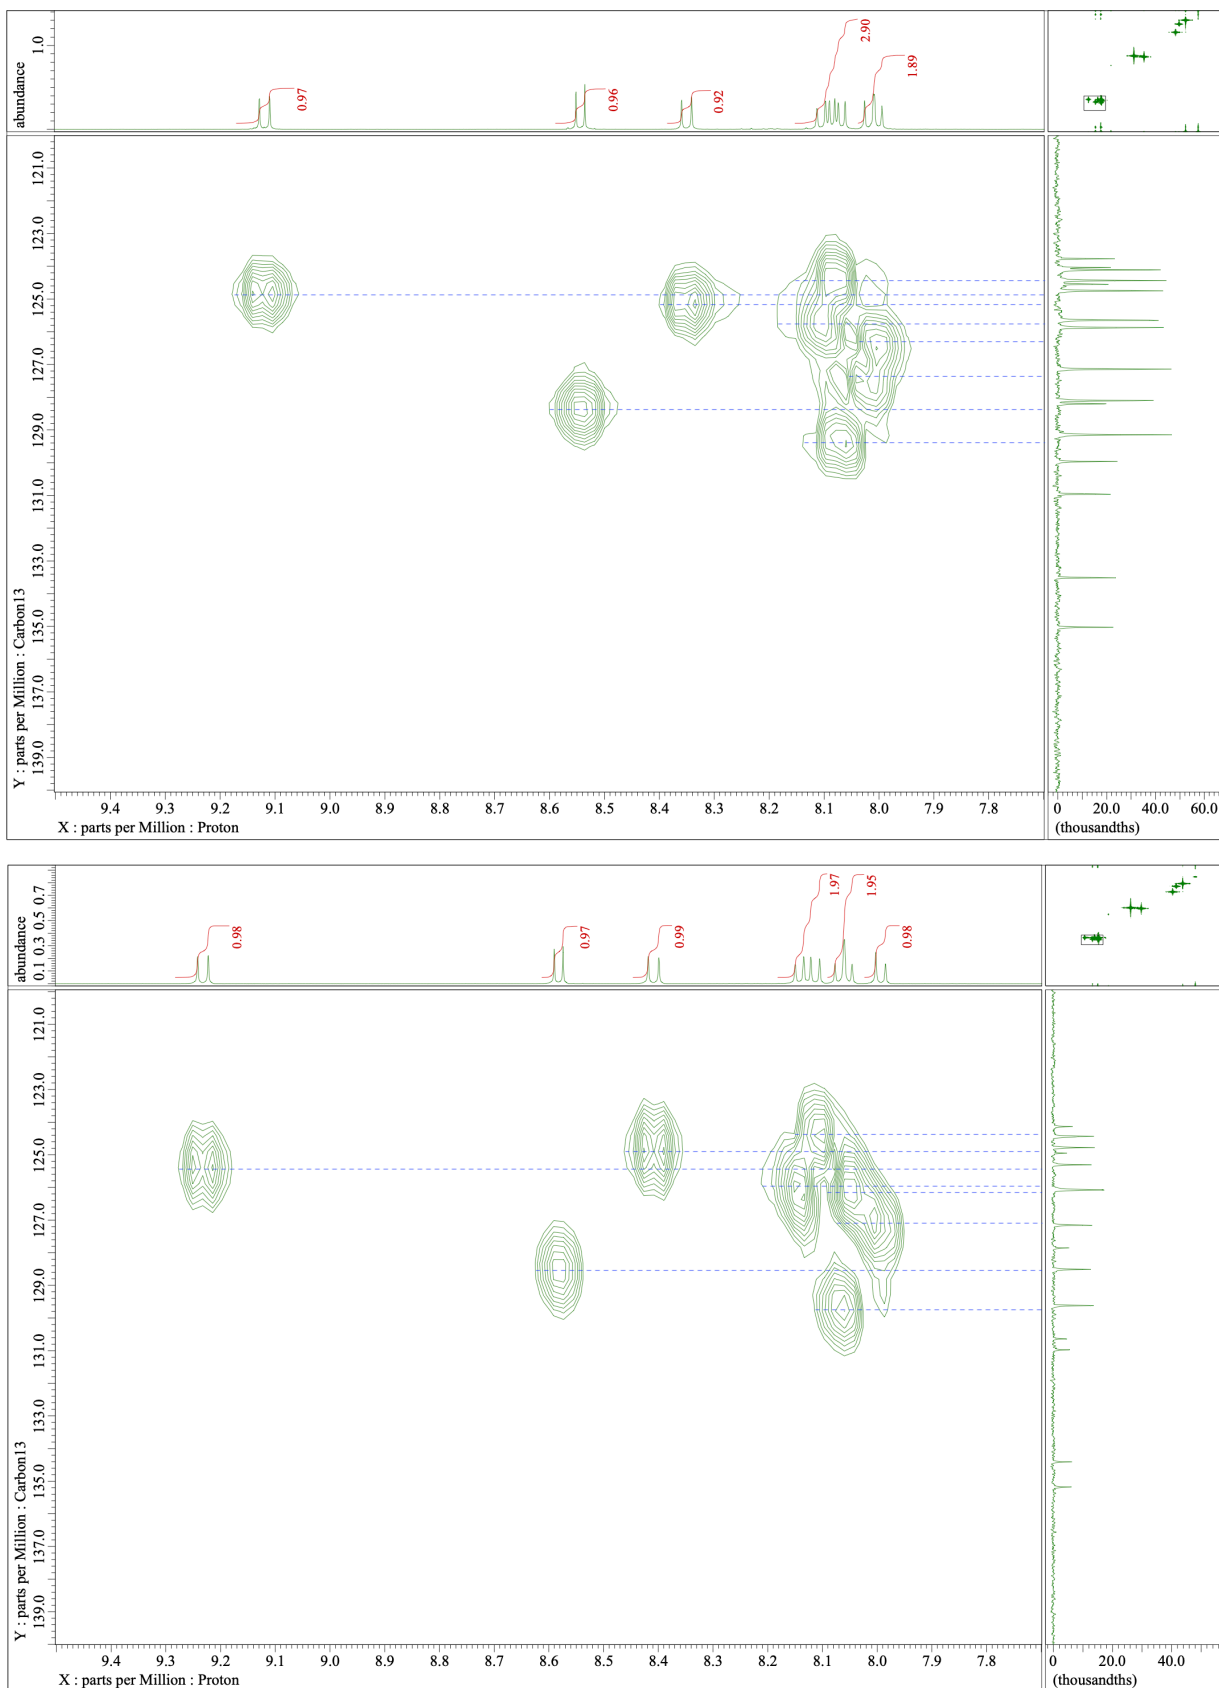 abundance
1.0
0.97
0.96
0.92
2.90
1.89
Y : parts per Million : Carbon13
121.0
123.0
125.0
127.0
129.0
131.0
133.0
135.0
137.0
139.0
9.4 9.3 9.2 9.1 9.0 8.9 8.8 8.7 8.6 8.5 8.4 8.3 8.2 8.1 8.0 7.9 7.8
X : parts per Million : Proton
0 20.0 40.0 60.0
(thousandths)
abundance
0.1 0.3 0.5 0.7
0.98
0.97
0.99
1.97
1.95
0.98
Y : parts per Million : Carbon13
121.0
123.0
125.0
127.0
129.0
131.0
133.0
135.0
137.0
139.0
9.4 9.3 9.2 9.1 9.0 8.9 8.8 8.7 8.6 8.5 8.4 8.3 8.2 8.1 8.0 7.9 7.8
X : parts per Million : Proton
0 20.0 40.0
(thousandths)